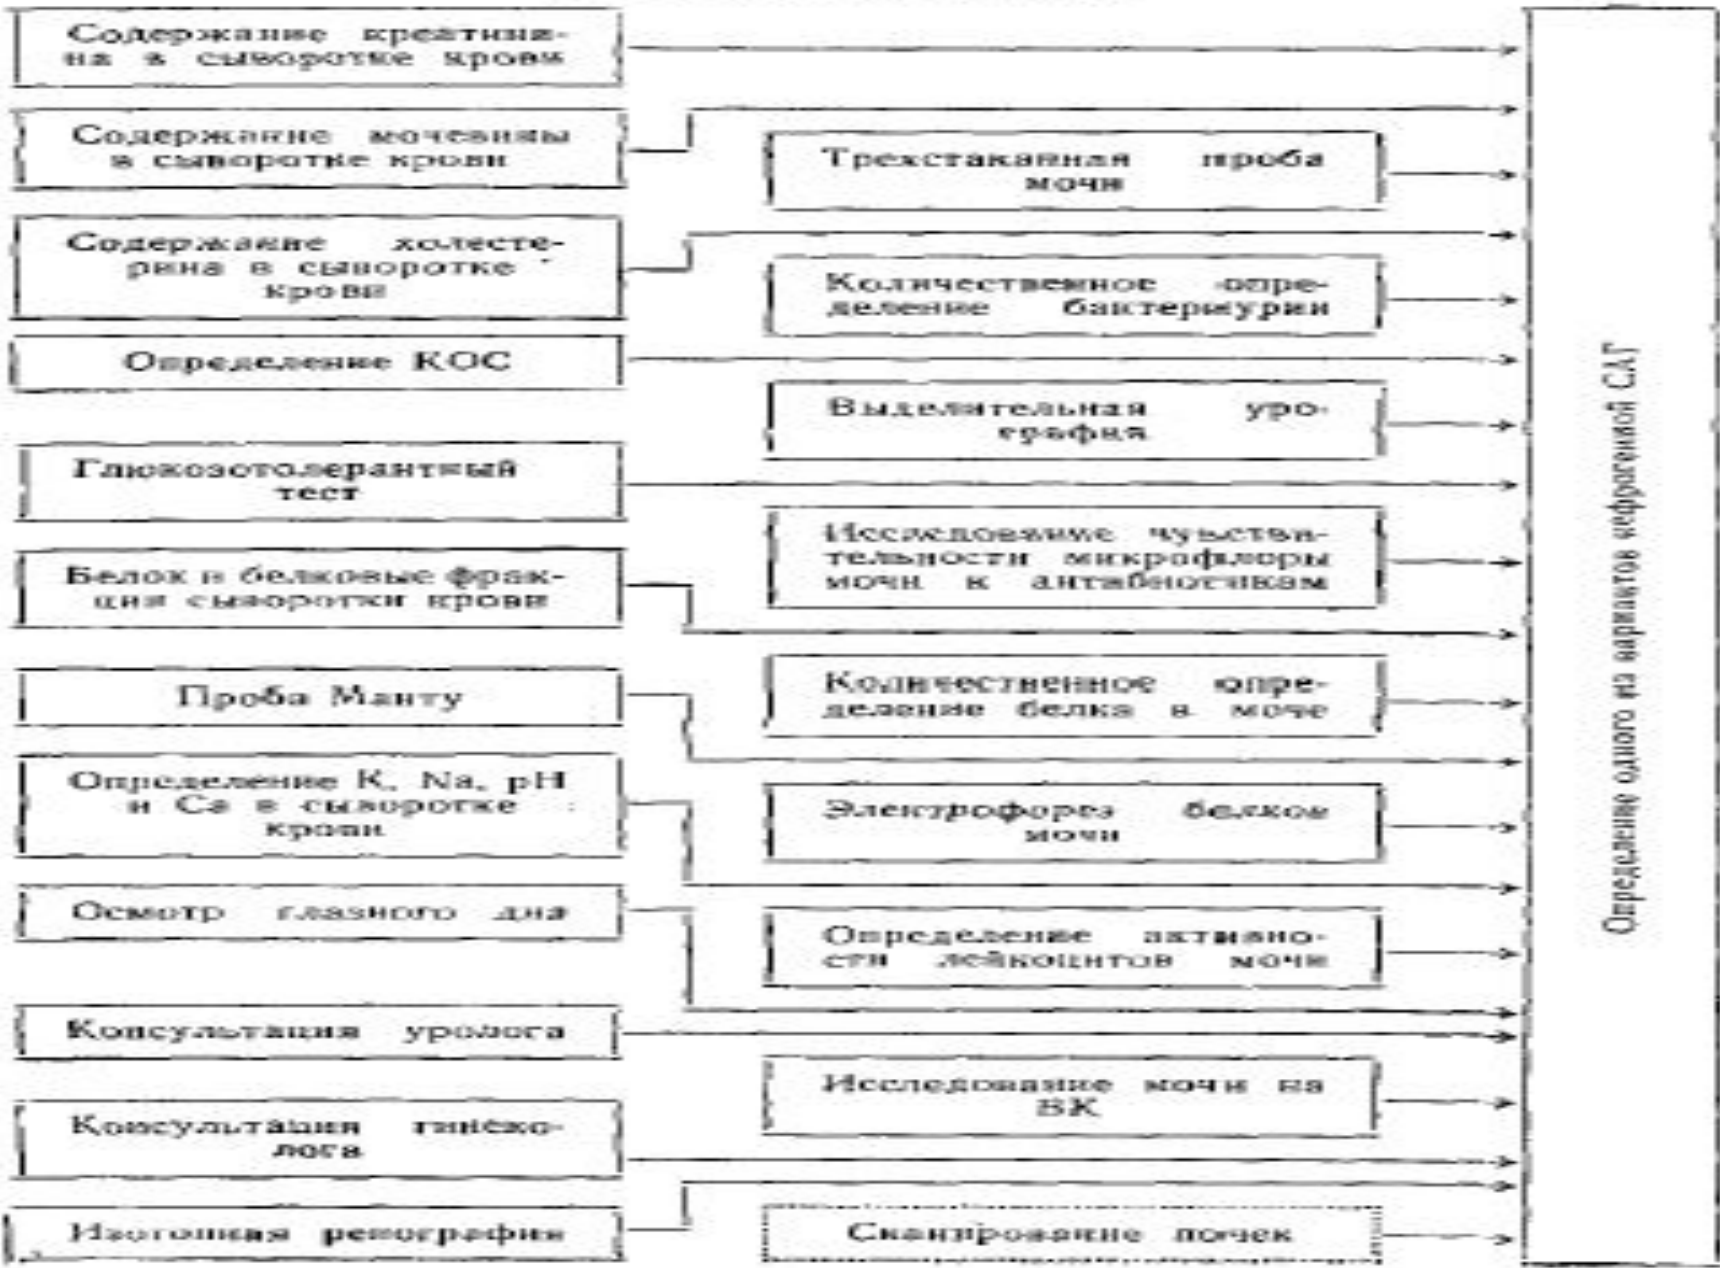 Содержание креатини-
на в сыворотке крови
Содержание мочевины
в сыворотке крови
Содержание холесте-
рина в сыворотке
крови
Определение КОС
Глюкозотолерантный
тест
Белок и белковые фрак-
ции сыворотки крови
Проба Манту
Определение K, Na, pH
и Ca в сыворотке
крови
Осмотр глазного дна
Консультация уролога
Консультация гинеко-
лога
Изотопная ренография
Трехстаканная проба
мочи
Количественное опре-
деление бактериурии
Выделительная уро-
графия
Исследование чувстви-
тельности микрофлоры
мочи к антибиотикам
Количественное опре-
деление белка в моче
Электрофорез белков
мочи
Определение активно-
сти лейкоцитов мочи
Исследование мочи на
ВК
Сканирование почек
Определение одного из вариантов нефрогенной САГ